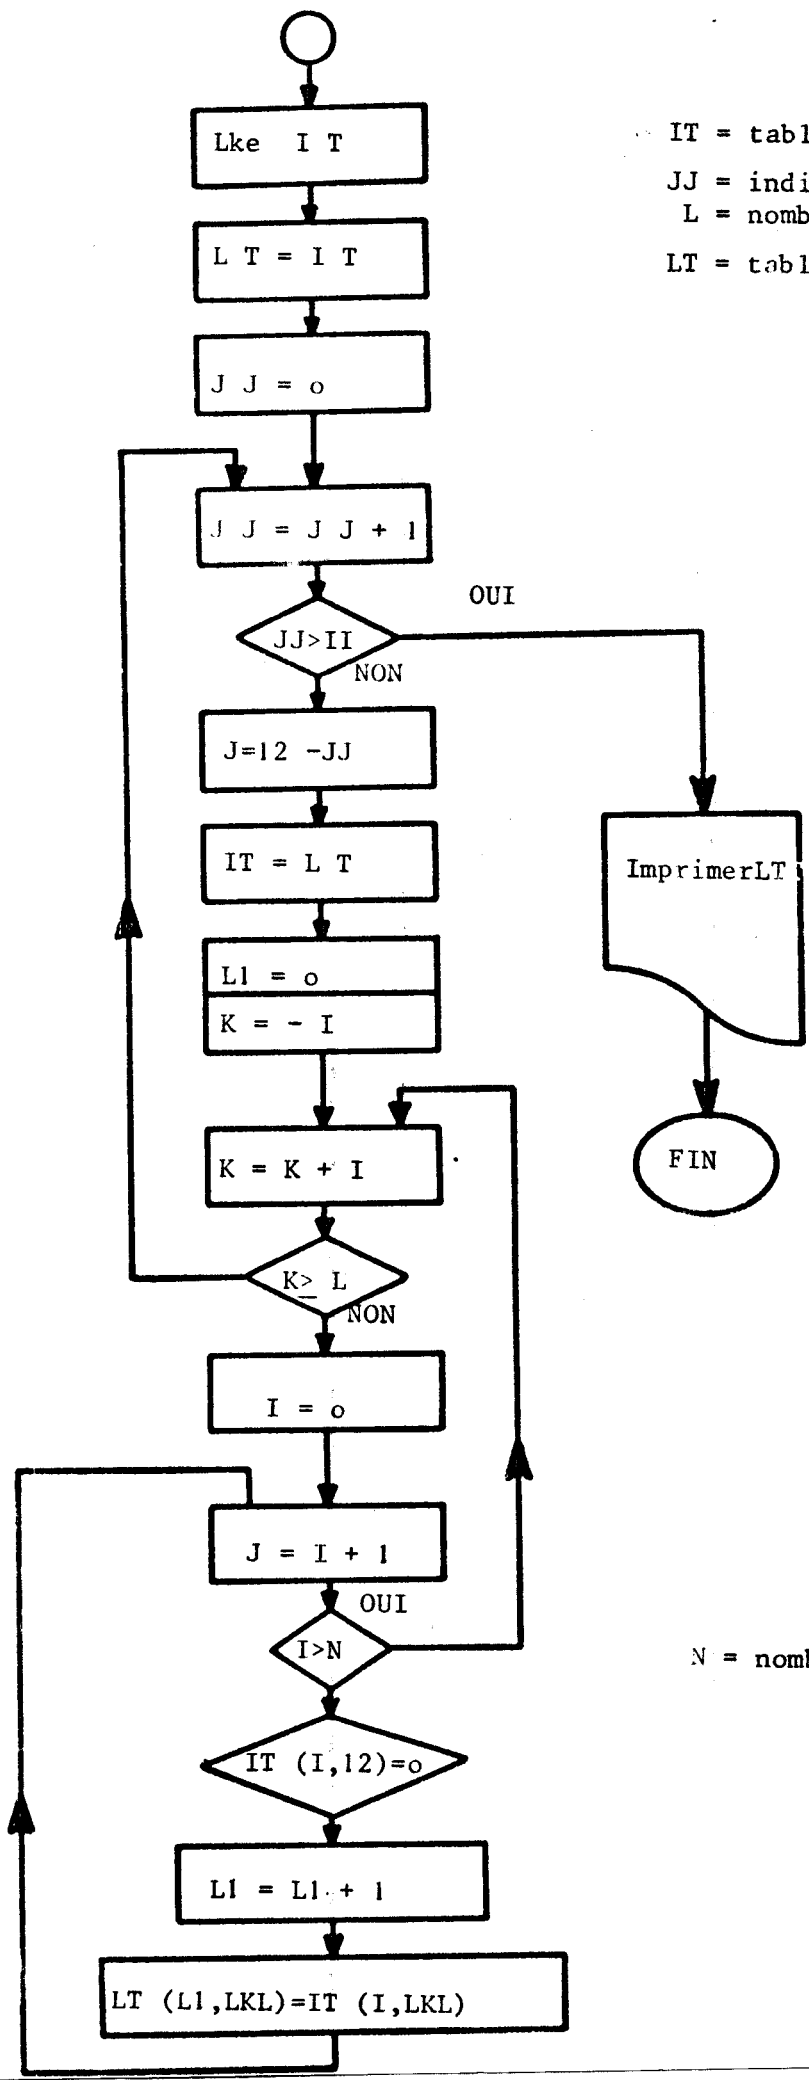 Lke I T
IT = tabl
JJ = indi
L = nomb
L T = I T
LT = tabl
J J = o
J J = J J + 1
OUI
JJ>II
NON
J=12 -JJ
IT = L T
ImprimerLT
L1 = o
K = - I
K = K + I
FIN
K≥ L
NON
I = o
J = I + 1
OUI
I>N
N = nomb
IT (I,12)=o
L1 = L1 + 1
LT (L1,LKL)=IT (I,LKL)